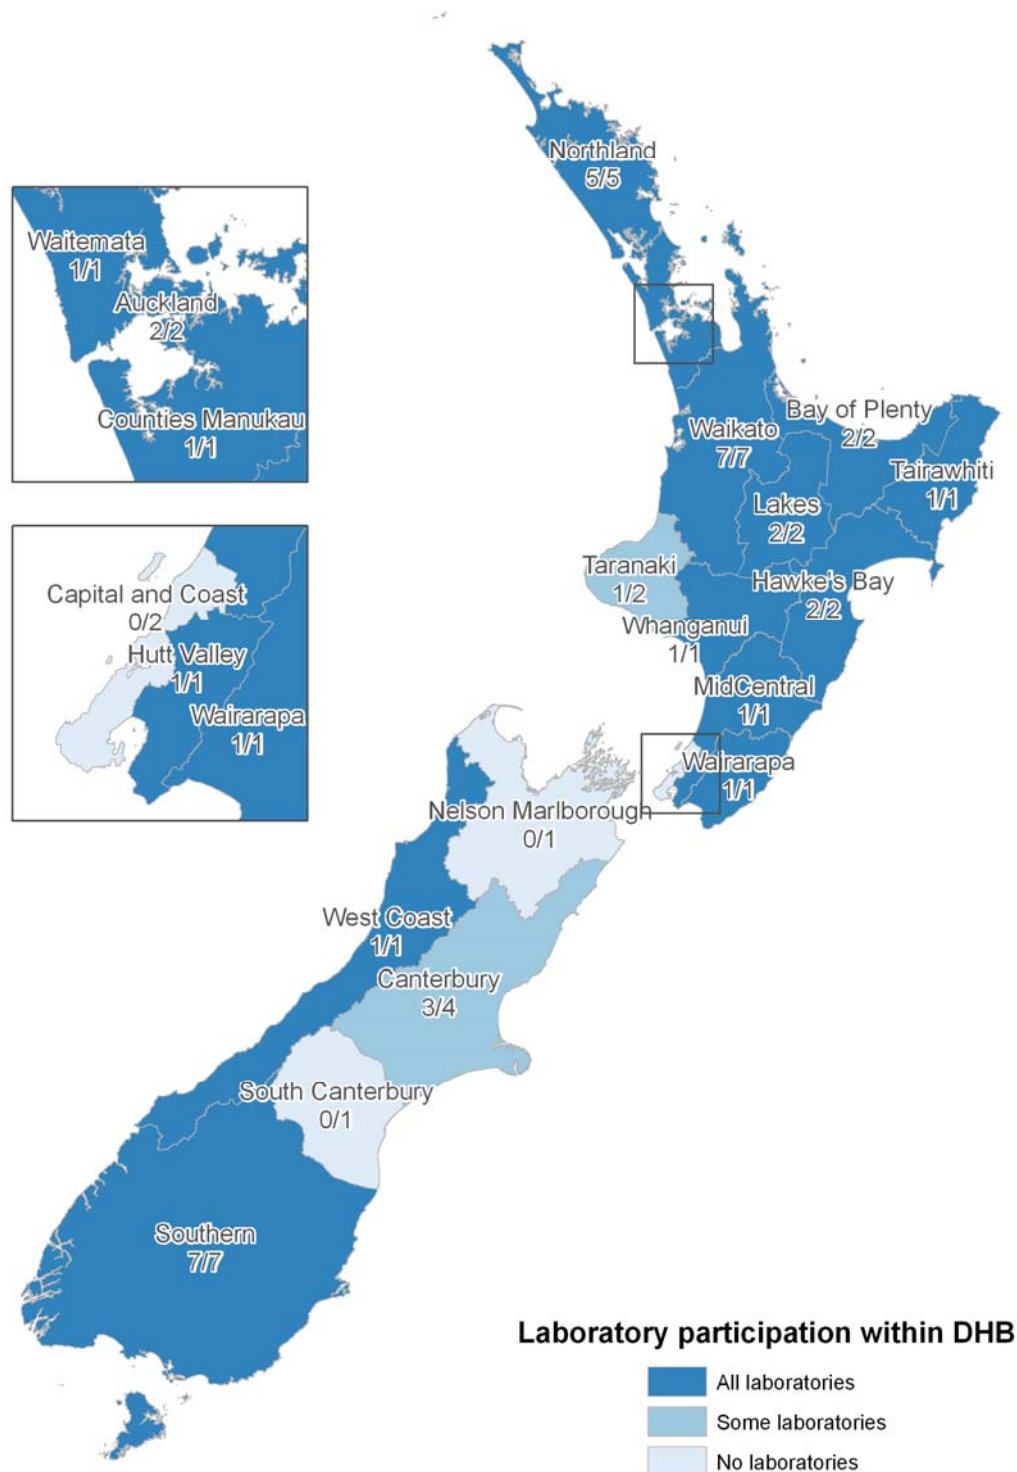 Northland
5/5
Waitemata
1/1
Auckland
2/2
Counties Manukau
1/1
Bay of Plenty
2/2
Waikato
7/7
Tairawhiti
1/1
Lakes
2/2
Taranaki
1/2
Hawke's Bay
2/2
Whanganui
1/1
MidCentral
1/1
Wairarapa
1/1
Capital and Coast
0/2
Hutt Valley
1/1
Wairarapa
1/1
Nelson Marlborough
0/1
West Coast
1/1
Canterbury
3/4
South Canterbury
0/1
Southern
7/7
Laboratory participation within DHB
All laboratories
Some laboratories
No laboratories